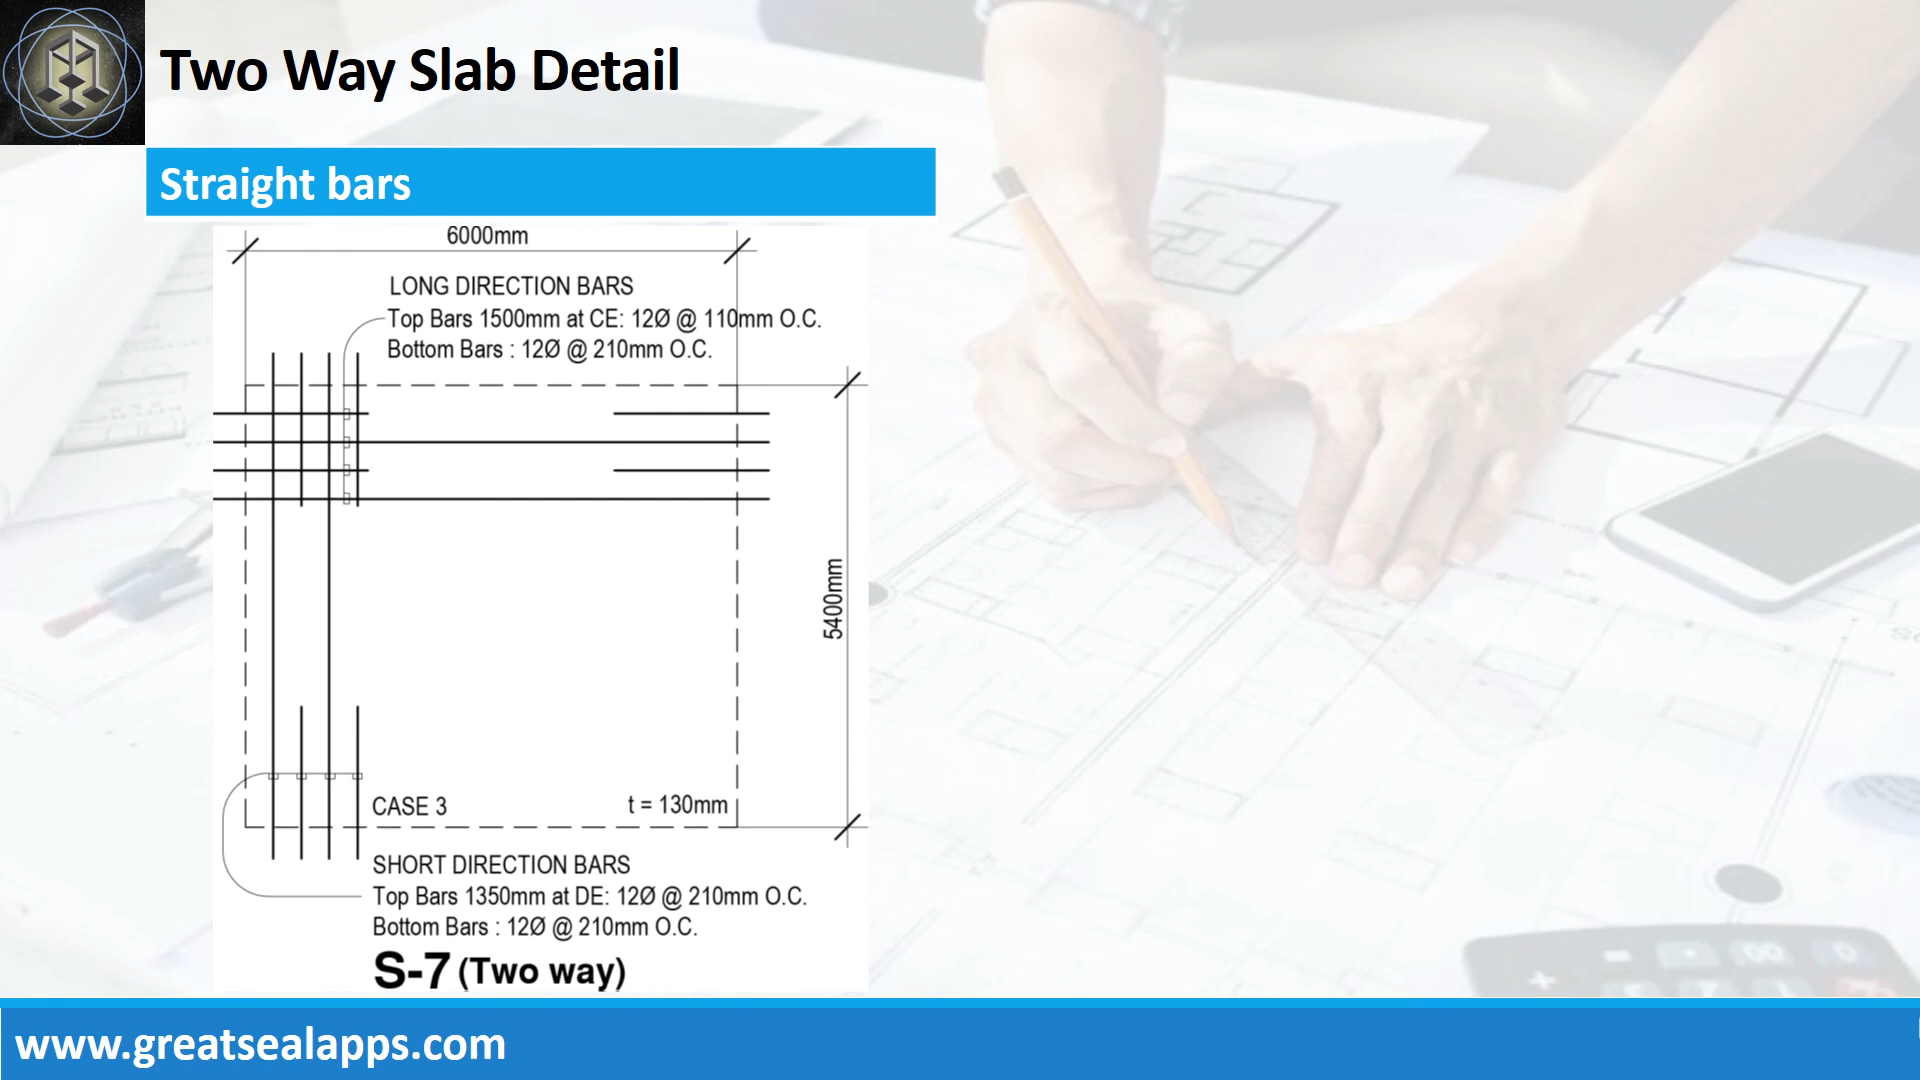 Two Way Slab Detail
Straight bars
6000mm
LONG DIRECTION BARS
Top Bars 1500mm at CE: 12Ø @ 110mm O.C.
Bottom Bars : 12Ø @ 210mm O.C.
5400mm
CASE 3
t = 130mm
SHORT DIRECTION BARS
Top Bars 1350mm at DE: 12Ø @ 210mm O.C.
Bottom Bars : 12Ø @ 210mm O.C.
S-7 (Two way)
www.greatsealapps.com